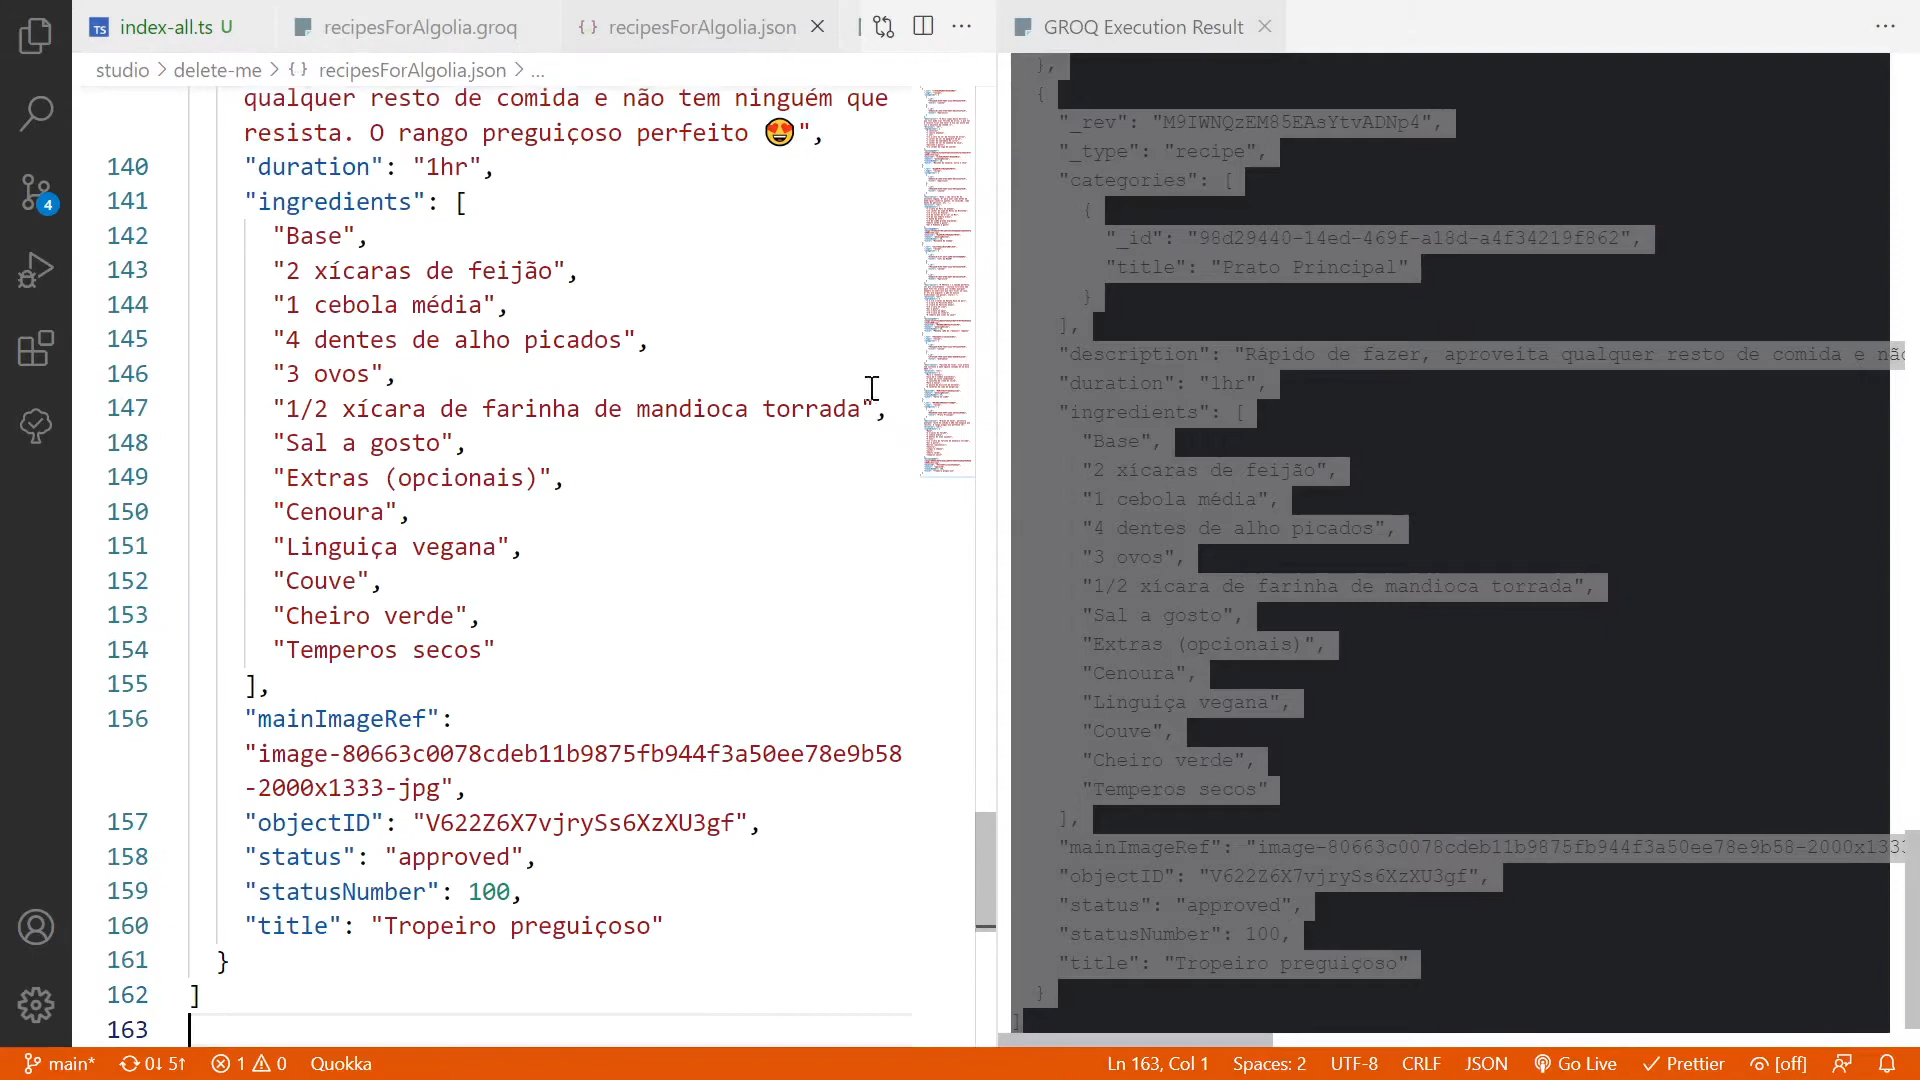 TS index-all.ts U
recipesForAlgolia.groq
{ } recipesForAlgolia.json
GROQ Execution Result
studio > delete-me > { } recipesForAlgolia.json > ...
qualquer resto de comida e não tem ninguém que
resista. O rango preguiçoso perfeito 😍",
140 "duration": "1hr",
141 "ingredients": [
142 "Base",
143 "2 xícaras de feijão",
144 "1 cebola média",
145 "4 dentes de alho picados",
146 "3 ovos",
147 "1/2 xícara de farinha de mandioca torrada",
148 "Sal a gosto",
149 "Extras (opcionais)",
150 "Cenoura",
151 "Linguiça vegana",
152 "Couve",
153 "Cheiro verde",
154 "Temperos secos"
155 ],
156 "mainImageRef":
"image-80663c0078cdeb11b9875fb944f3a50ee78e9b58
-2000x1333-jpg",
157 "objectID": "V622Z6X7vjrySs6XzXU3gf",
158 "status": "approved",
159 "statusNumber": 100,
160 "title": "Tropeiro preguiçoso"
161 }
162 ]
163
},
{
"_rev": "M9IWNQzEM85EAsYtvADNp4",
"_type": "recipe",
"categories": [
{
"_id": "98d29440-14ed-469f-a18d-a4f34219f862",
"title": "Prato Principal"
}
],
"description": "Rápido de fazer, aproveita qualquer resto de comida e não
"duration": "1hr",
"ingredients": [
"Base",
"2 xícaras de feijão",
"1 cebola média",
"4 dentes de alho picados",
"3 ovos",
"1/2 xícara de farinha de mandioca torrada",
"Sal a gosto",
"Extras (opcionais)",
"Cenoura",
"Linguiça vegana",
"Couve",
"Cheiro verde",
"Temperos secos"
],
"mainImageRef": "image-80663c0078cdeb11b9875fb944f3a50ee78e9b58-2000x133
"objectID": "V622Z6X7vjrySs6XzXU3gf",
"status": "approved",
"statusNumber": 100,
"title": "Tropeiro preguiçoso"
}
]
4
main* 0↓ 5↑ 1 0 Quokka
Ln 163, Col 1 Spaces: 2 UTF-8 CRLF JSON Go Live Prettier [off]